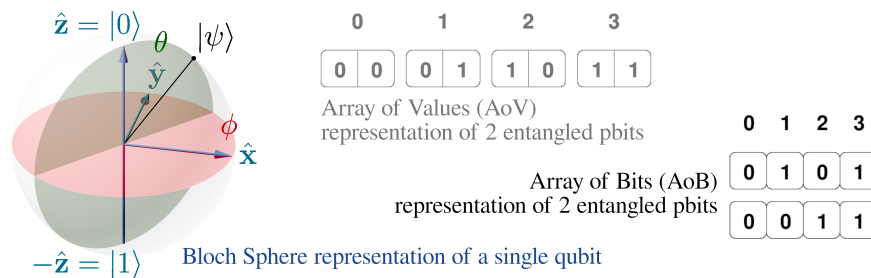 ẑ = |0⟩
θ
|ψ⟩
ŷ
ϕ
x̂
−ẑ = |1⟩
Bloch Sphere representation of a single qubit
0 1 2 3
0 0 0 1 1 0 1 1
Array of Values (AoV)
representation of 2 entangled pbits
0 1 2 3
0 1 0 1
0 0 1 1
Array of Bits (AoB)
representation of 2 entangled pbits